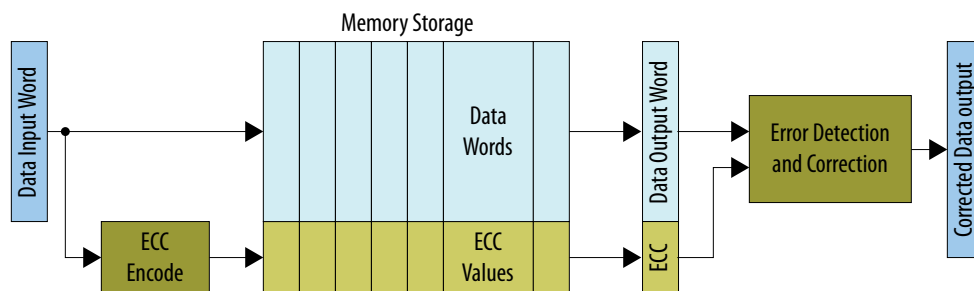 Memory Storage
Data Input Word
ECC
Encode
Data
Words
ECC
Values
Data Output Word
ECC
Error Detection
and Correction
Corrected Data output